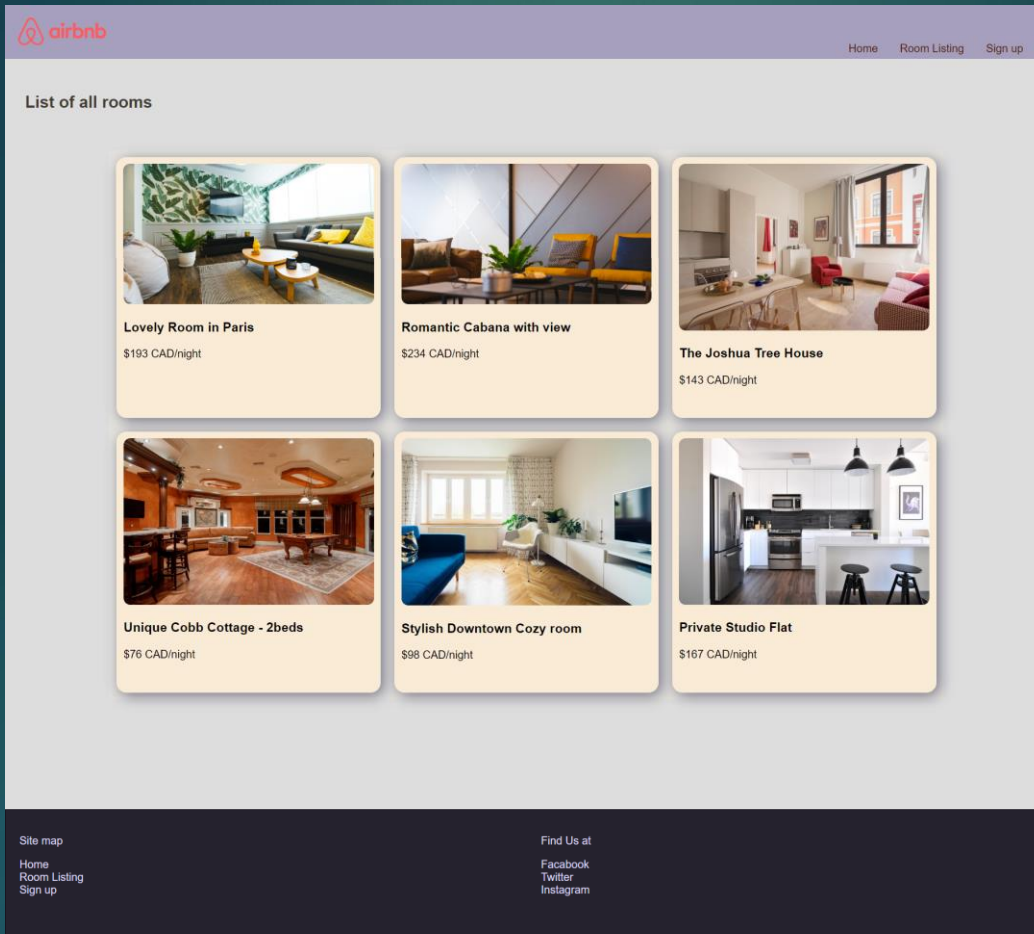 airbnb
Home Room Listing Sign up
List of all rooms
Lovely Room in Paris
$193 CAD/night
Romantic Cabana with view
$234 CAD/night
The Joshua Tree House
$143 CAD/night
Unique Cobb Cottage - 2beds
$76 CAD/night
Stylish Downtown Cozy room
$98 CAD/night
Private Studio Flat
$167 CAD/night
Site map
Home
Room Listing
Sign up
Find Us at
Facabook
Twitter
Instagram